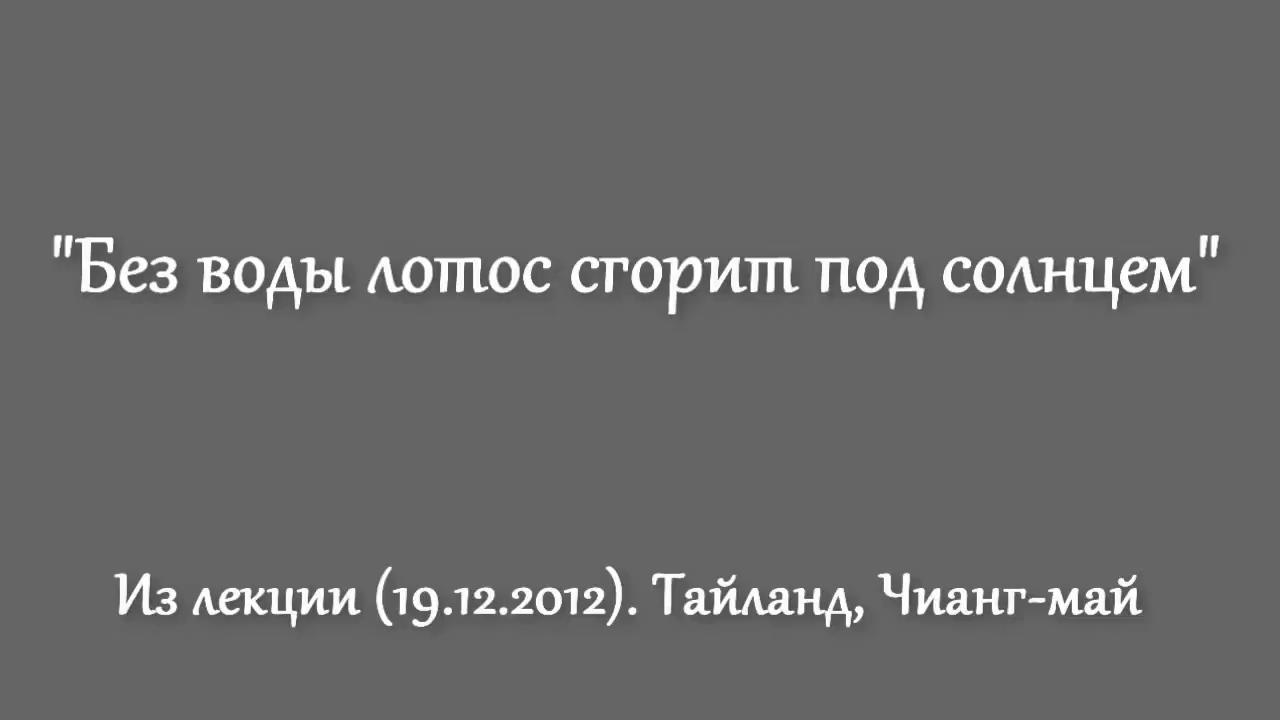 "Без воды лотос сгорит под солнцем"
Из лекции (19.12.2012). Тайланд, Чианг-май